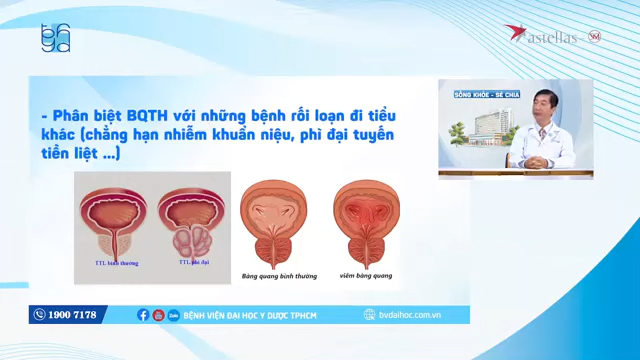 astellas
SỐNG KHỎE - SẺ CHIA
- Phân biệt BQTH với những bệnh rối loạn đi tiểu
khác (chẳng hạn nhiễm khuẩn niệu, phì đại tuyến
tiền liệt ...)
TTL bình thường
TTL phì đại
Bàng quang bình thường
viêm bàng quang
1900 7178
Zalo
BỆNH VIỆN ĐẠI HỌC Y DƯỢC TPHCM
bvdaihoc.com.vn